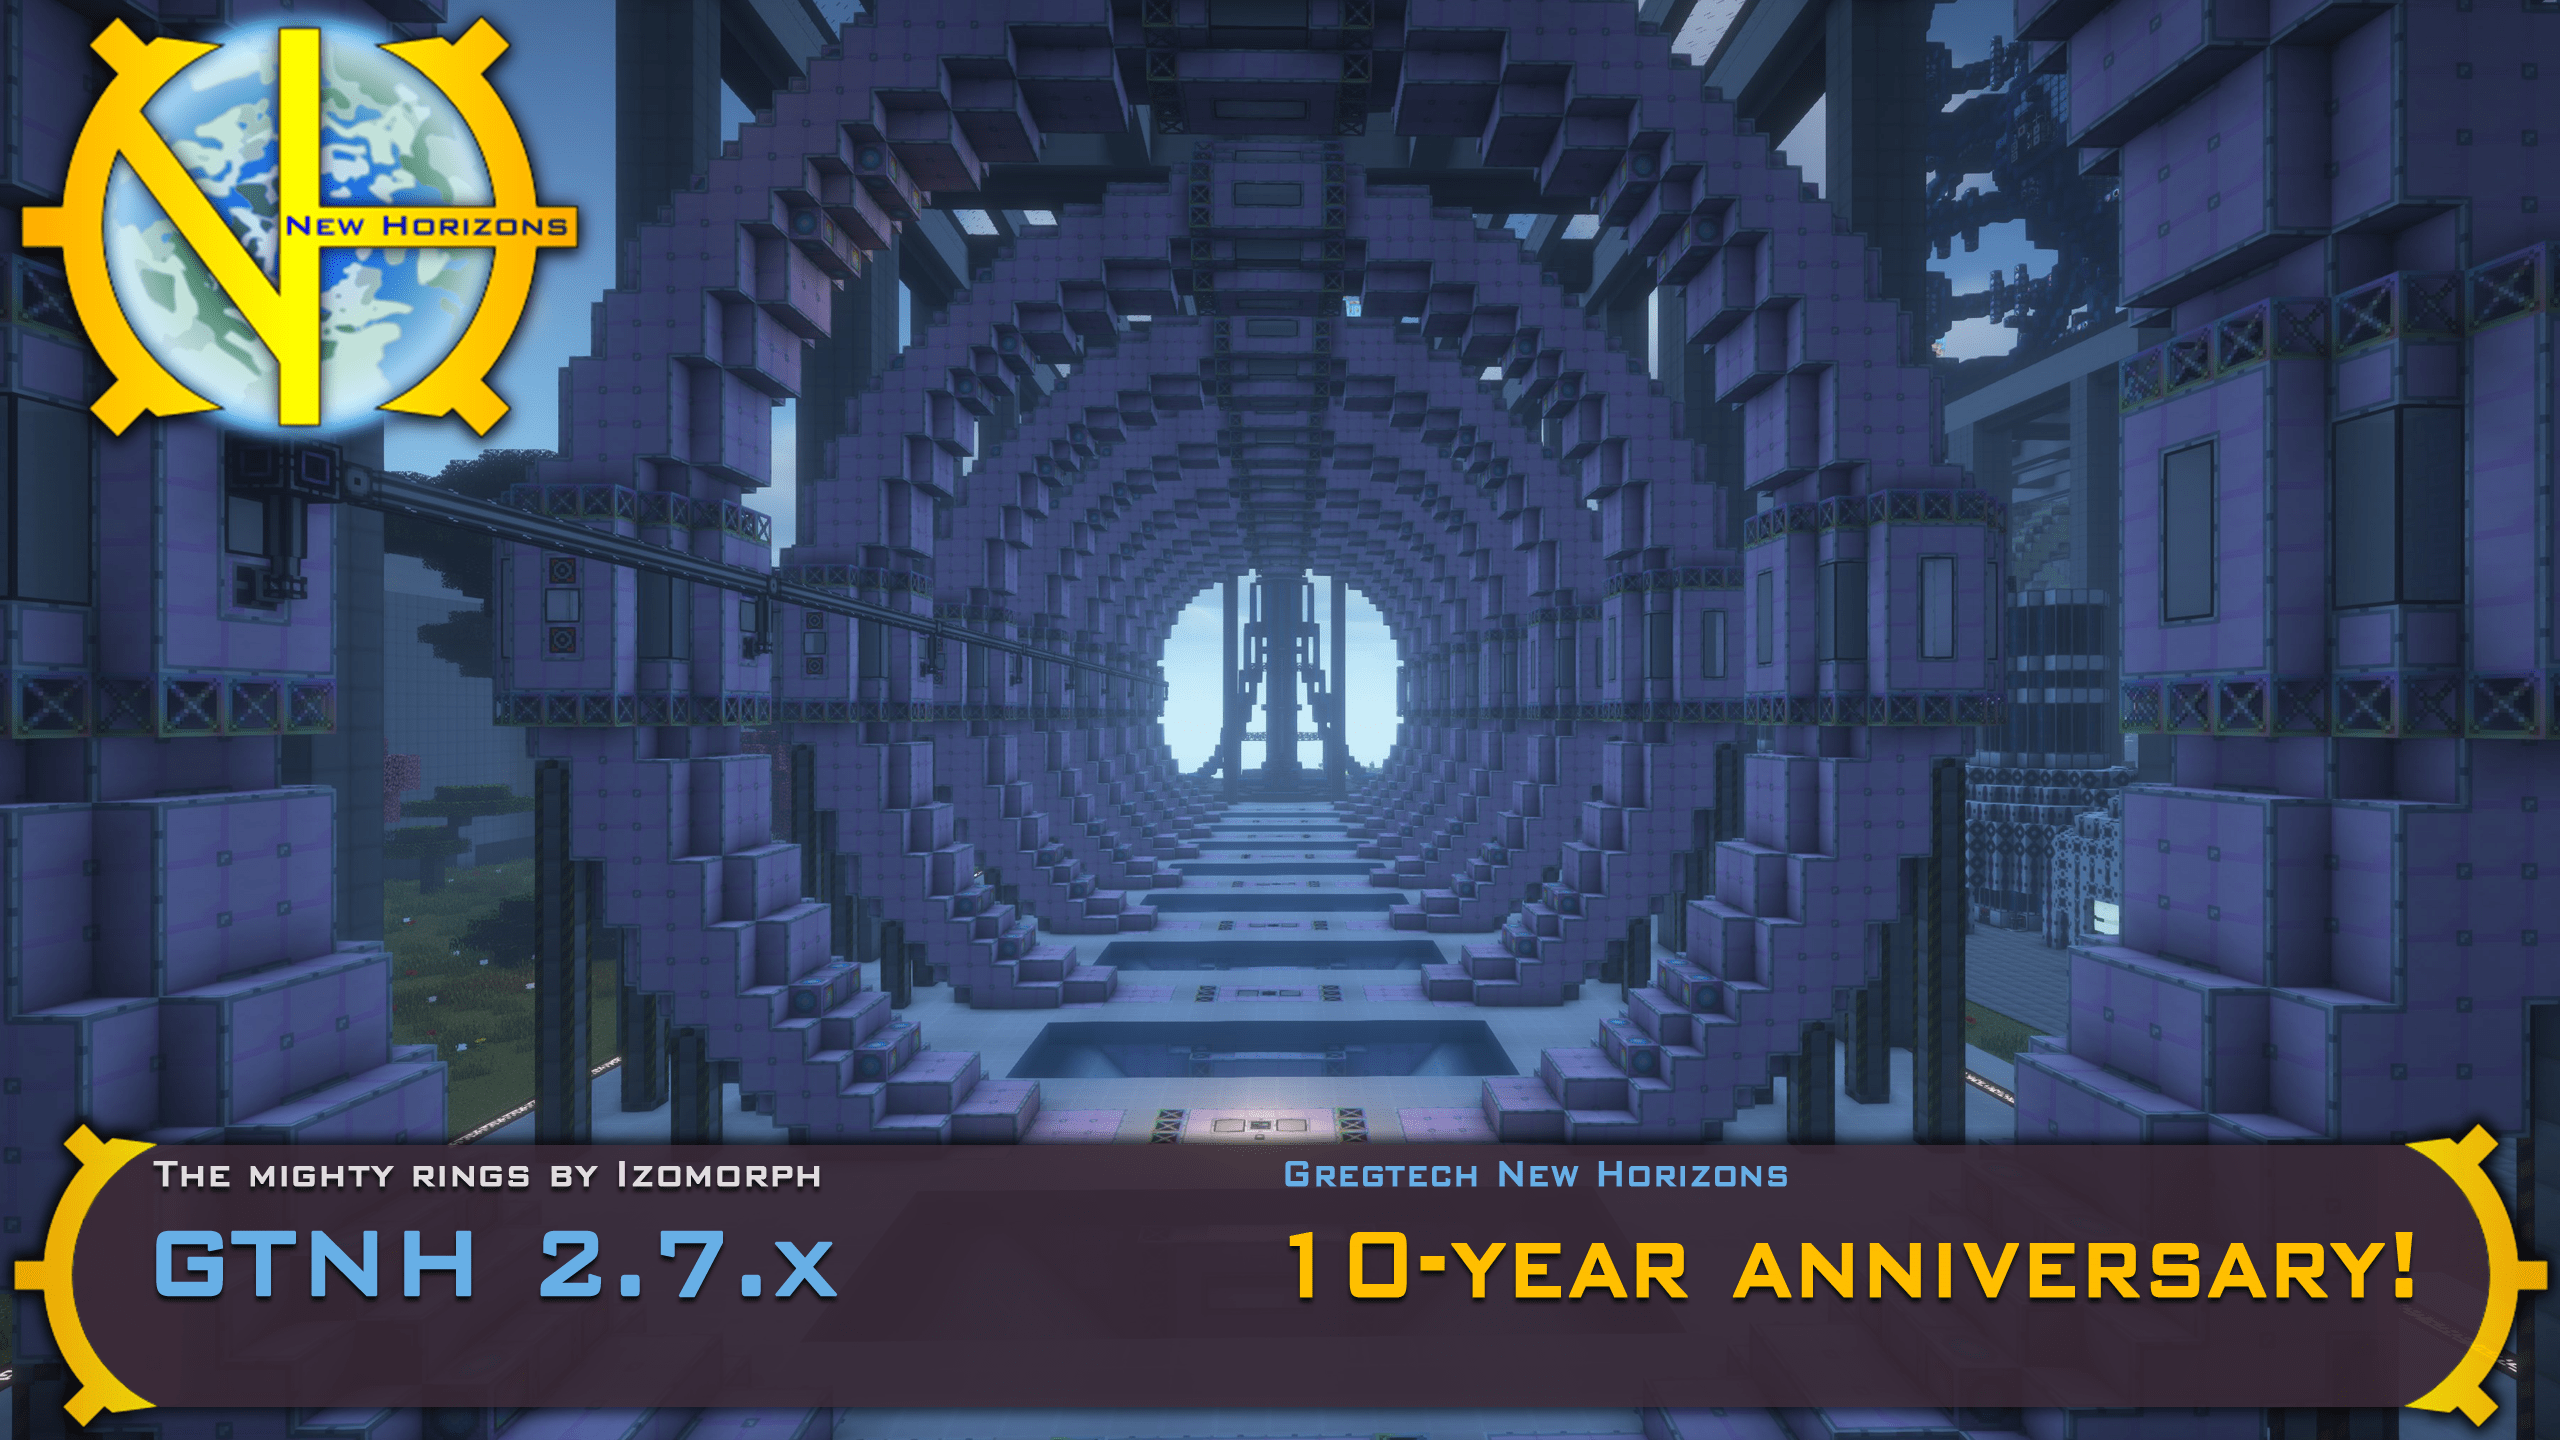 New Horizons
The mighty rings by Izomorph
GTNH 2.7.x
Gregtech New Horizons
10-year anniversary!